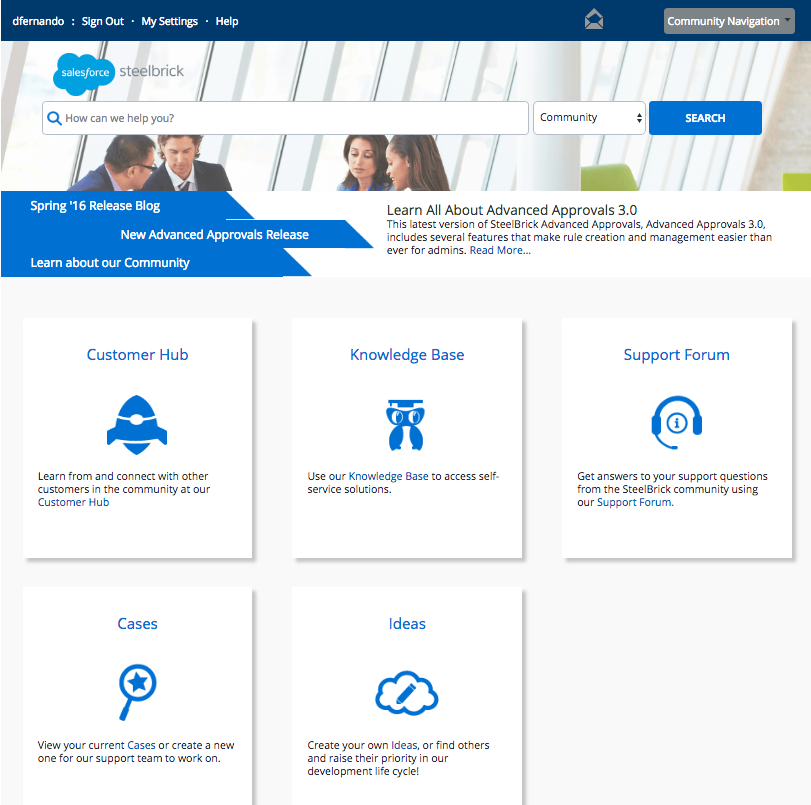 dfernando : Sign Out · My Settings · Help
Community Navigation
salesforce steelbrick
How can we help you?
Community
SEARCH
Spring '16 Release Blog
New Advanced Approvals Release
Learn about our Community
Learn All About Advanced Approvals 3.0
This latest version of SteelBrick Advanced Approvals, Advanced Approvals 3.0,
includes several features that make rule creation and management easier than
ever for admins. Read More...
Customer Hub
Learn from and connect with other
customers in the community at our
Customer Hub
Knowledge Base
Use our Knowledge Base to access self-
service solutions.
Support Forum
Get answers to your support questions
from the SteelBrick community using
our Support Forum.
Cases
View your current Cases or create a new
one for our support team to work on.
Ideas
Create your own Ideas, or find others
and raise their priority in our
development life cycle!